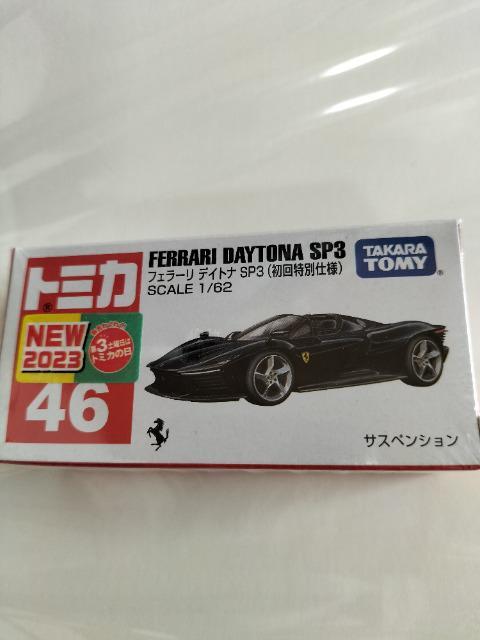 FERRARI DAYTONA SP3
フェラーリ デイトナ SP3 (初回特別仕様)
SCALE 1/62
TAKARA
TOMY
トミカ
NEW
2023
第3土曜日は
トミカの日
46
サスペンション